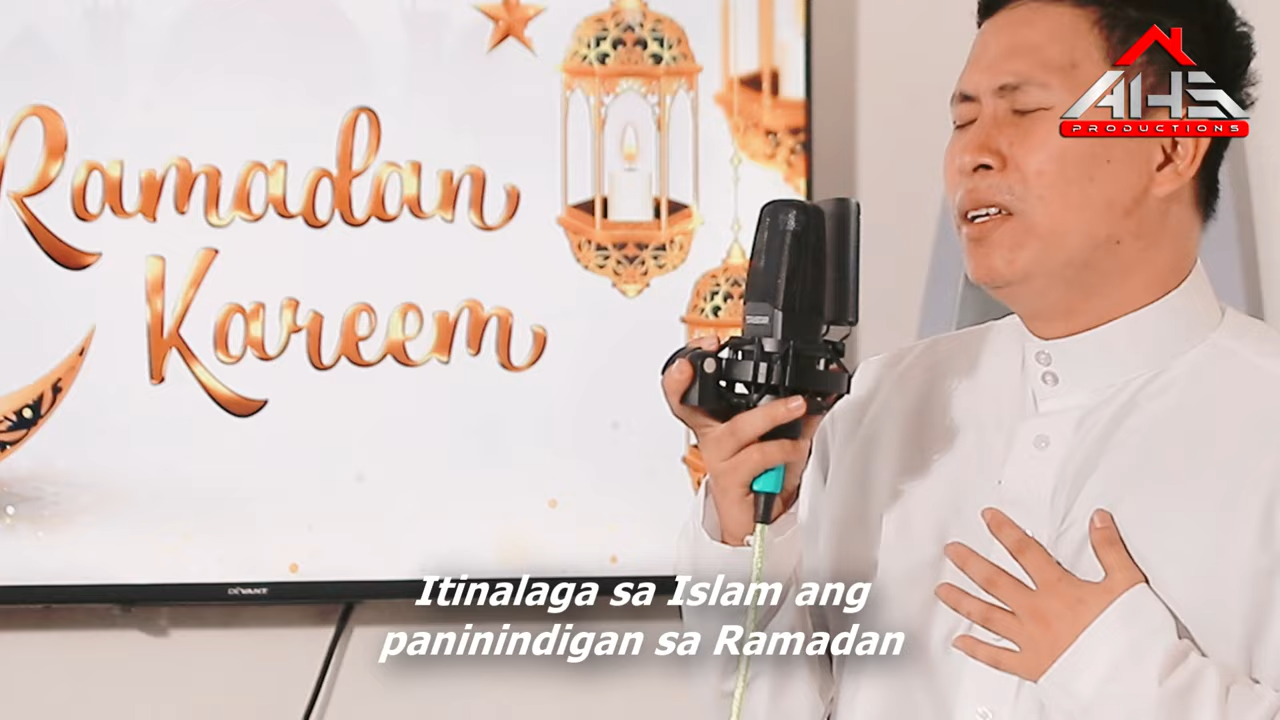 Ramadan
Kareem
AHS
PRODUCTIONS
DEVANT
Itinalaga sa Islam ang
paninindigan sa Ramadan